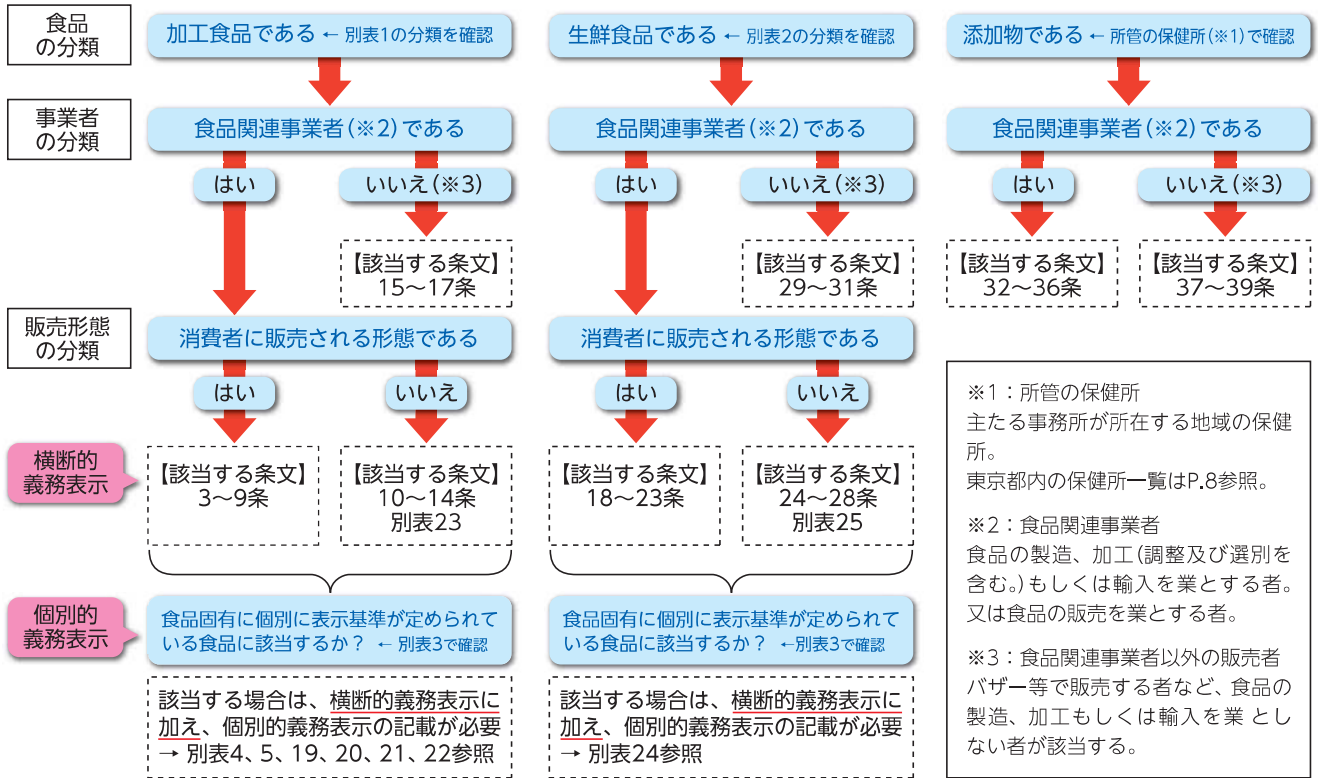 食品
の分類
加工食品である ← 別表1の分類を確認
生鮮食品である ← 別表2の分類を確認
添加物である ← 所管の保健所(※1)で確認
事業者
の分類
食品関連事業者(※2)である
食品関連事業者(※2)である
食品関連事業者(※2)である
はい
いいえ(※3)
はい
いいえ(※3)
はい
いいえ(※3)
【該当する条文】
15〜17条
【該当する条文】
29〜31条
【該当する条文】
32〜36条
【該当する条文】
37〜39条
販売形態
の分類
消費者に販売される形態である
消費者に販売される形態である
はい
いいえ
はい
いいえ
横断的
義務表示
【該当する条文】
3〜9条
【該当する条文】
10〜14条
別表23
【該当する条文】
18〜23条
【該当する条文】
24〜28条
別表25
個別的
義務表示
食品固有に個別に表示基準が定められて
いる食品に該当するか? ← 別表3で確認
食品固有に個別に表示基準が定められて
いる食品に該当するか? ←別表3で確認
該当する場合は、横断的義務表示に
加え、個別的義務表示の記載が必要
→ 別表4、5、19、20、21、22参照
該当する場合は、横断的義務表示に
加え、個別的義務表示の記載が必要
→ 別表24参照
※1：所管の保健所
主たる事務所が所在する地域の保健
所。
東京都内の保健所一覧はP.8参照。
※2：食品関連事業者
食品の製造、加工(調整及び選別を
含む。)もしくは輸入を業とする者。
又は食品の販売を業とする者。
※3：食品関連事業者以外の販売者
バザー等で販売する者など、食品の
製造、加工もしくは輸入を業 とし
ない者が該当する。